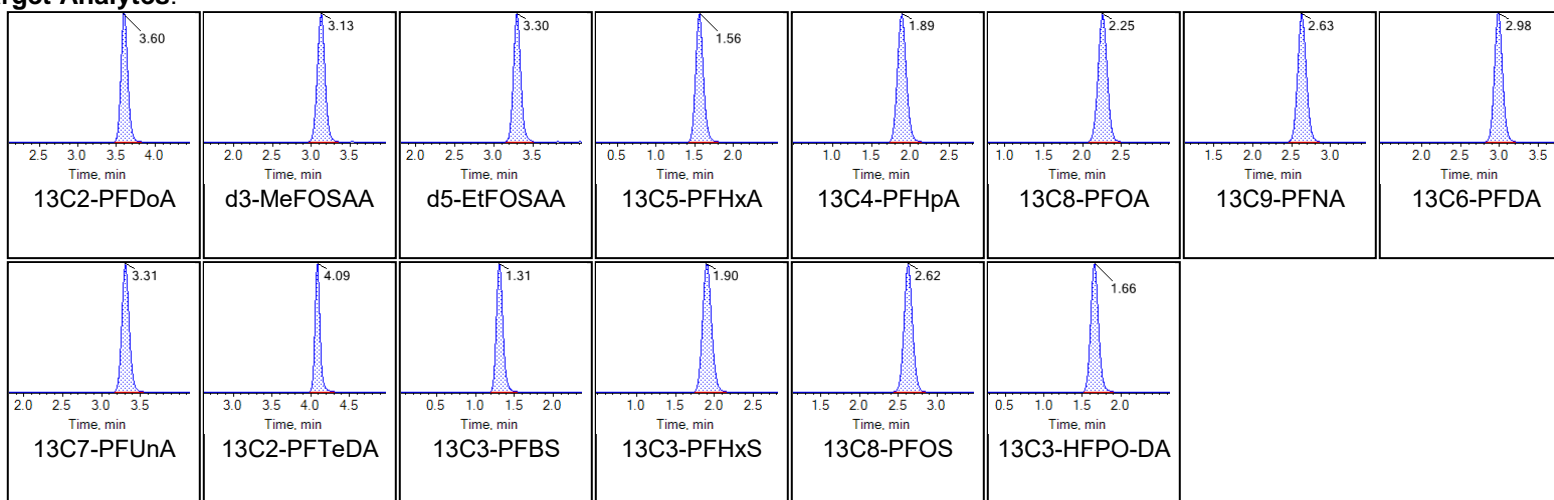 arget Analytes:
3.60
2.5 3.0 3.5 4.0
Time, min
13C2-PFDoA
3.13
2.0 2.5 3.0 3.5
Time, min
d3-MeFOSAA
3.30
2.0 2.5 3.0 3.5
Time, min
d5-EtFOSAA
1.56
0.5 1.0 1.5 2.0
Time, min
13C5-PFHxA
1.89
1.0 1.5 2.0 2.5
Time, min
13C4-PFHpA
2.25
1.0 1.5 2.0 2.5
Time, min
13C8-PFOA
2.63
1.5 2.0 2.5 3.0
Time, min
13C9-PFNA
2.98
2.0 2.5 3.0 3.5
Time, min
13C6-PFDA
3.31
2.0 2.5 3.0 3.5
Time, min
13C7-PFUnA
4.09
3.0 3.5 4.0 4.5
Time, min
13C2-PFTeDA
1.31
0.5 1.0 1.5 2.0
Time, min
13C3-PFBS
1.90
1.0 1.5 2.0 2.5
Time, min
13C3-PFHxS
2.62
1.5 2.0 2.5 3.0
Time, min
13C8-PFOS
1.66
0.5 1.0 1.5 2.0
Time, min
13C3-HFPO-DA